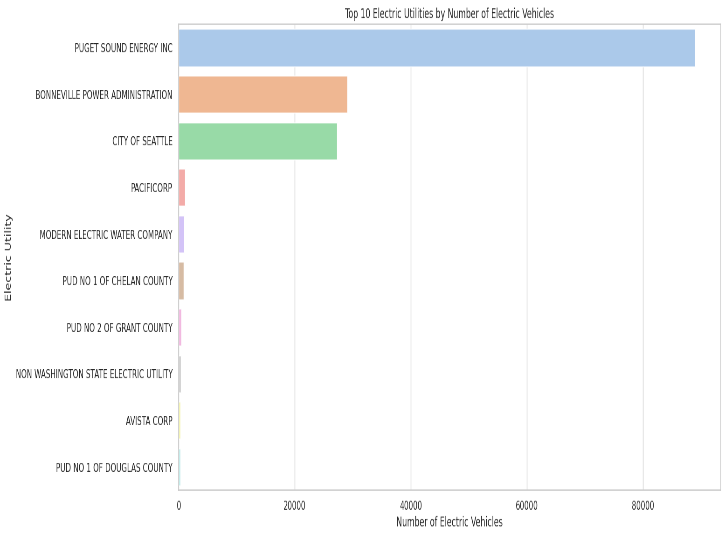 Top 10 Electric Utilities by Number of Electric Vehicles
PUGET SOUND ENERGY INC
BONNEVILLE POWER ADMINISTRATION
CITY OF SEATTLE
PACIFICORP
MODERN ELECTRIC WATER COMPANY
PUD NO 1 OF CHELAN COUNTY
PUD NO 2 OF GRANT COUNTY
NON WASHINGTON STATE ELECTRIC UTILITY
AVISTA CORP
PUD NO 1 OF DOUGLAS COUNTY
Electric Utility
0 20000 40000 60000 80000
Number of Electric Vehicles